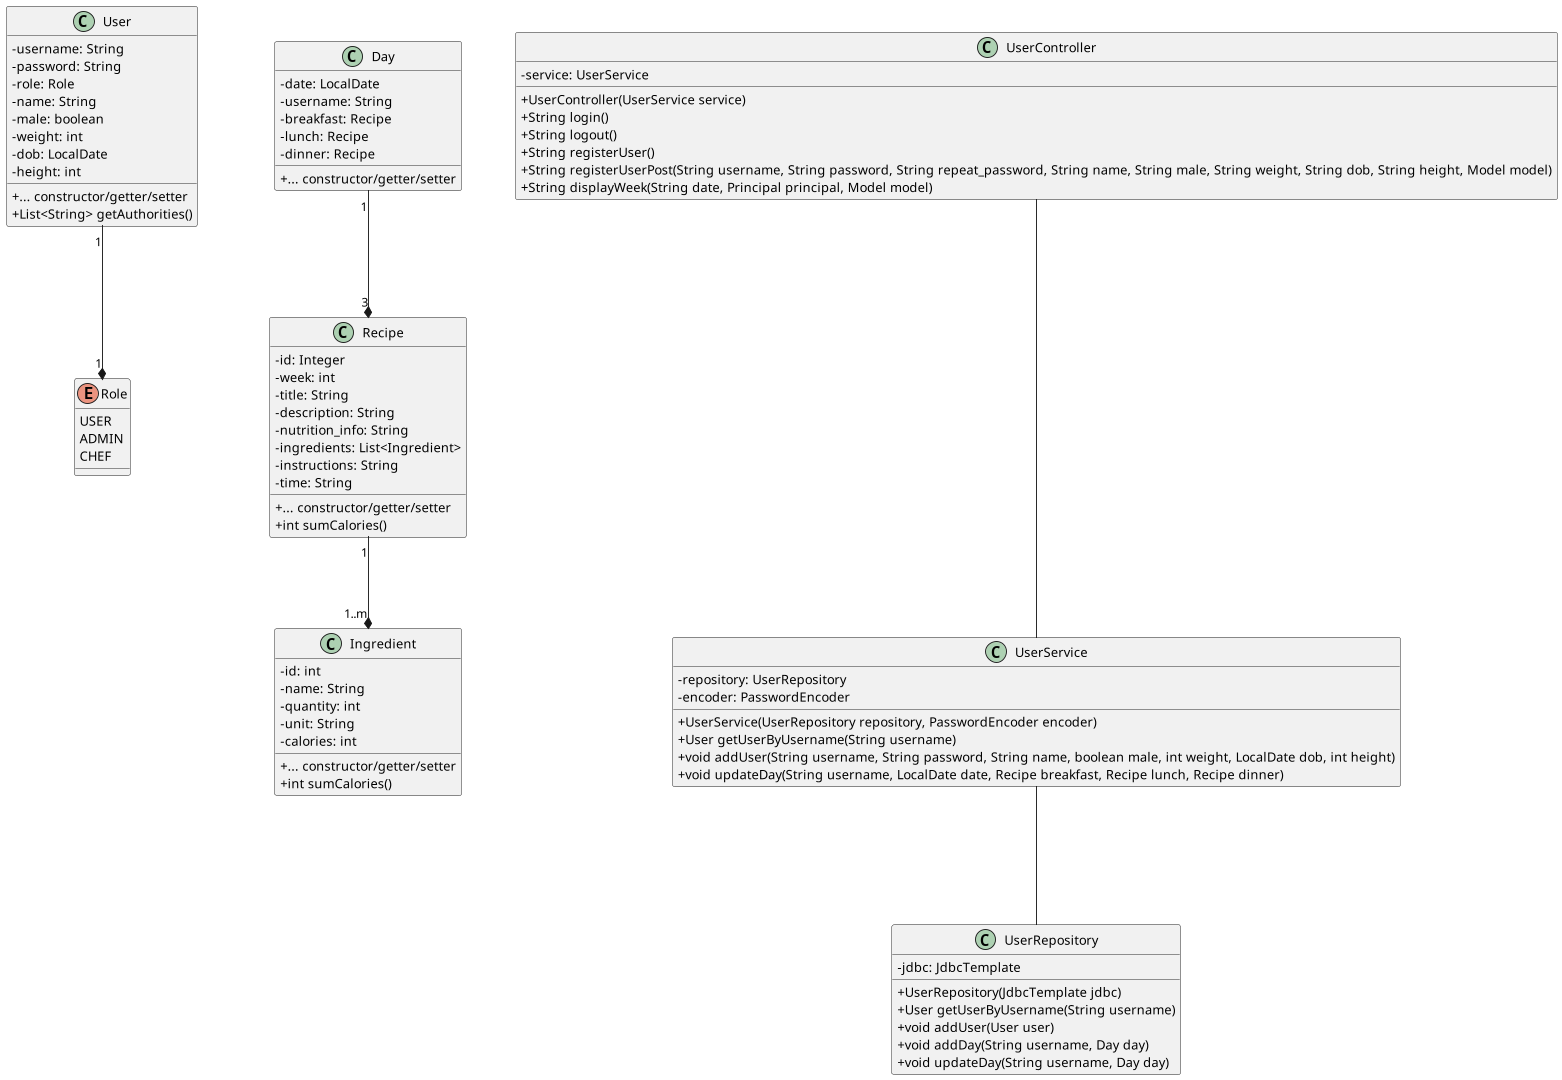 C User
-username: String
-password: String
-role: Role
-name: String
-male: boolean
-weight: int
-dob: LocalDate
-height: int
+... constructor/getter/setter
+List<String> getAuthorities()
1
1
E Role
USER
ADMIN
CHEF
C Day
-date: LocalDate
-username: String
-breakfast: Recipe
-lunch: Recipe
-dinner: Recipe
+... constructor/getter/setter
1
3
C Recipe
-id: Integer
-week: int
-title: String
-description: String
-nutrition_info: String
-ingredients: List<Ingredient>
-instructions: String
-time: String
+... constructor/getter/setter
+int sumCalories()
1
1..m
C Ingredient
-id: int
-name: String
-quantity: int
-unit: String
-calories: int
+... constructor/getter/setter
+int sumCalories()
C UserController
-service: UserService
+UserController(UserService service)
+String login()
+String logout()
+String registerUser()
+String registerUserPost(String username, String password, String repeat_password, String name, String male, String weight, String dob, String height, Model model)
+String displayWeek(String date, Principal principal, Model model)
C UserService
-repository: UserRepository
-encoder: PasswordEncoder
+UserService(UserRepository repository, PasswordEncoder encoder)
+User getUserByUsername(String username)
+void addUser(String username, String password, String name, boolean male, int weight, LocalDate dob, int height)
+void updateDay(String username, LocalDate date, Recipe breakfast, Recipe lunch, Recipe dinner)
C UserRepository
-jdbc: JdbcTemplate
+UserRepository(JdbcTemplate jdbc)
+User getUserByUsername(String username)
+void addUser(User user)
+void addDay(String username, Day day)
+void updateDay(String username, Day day)